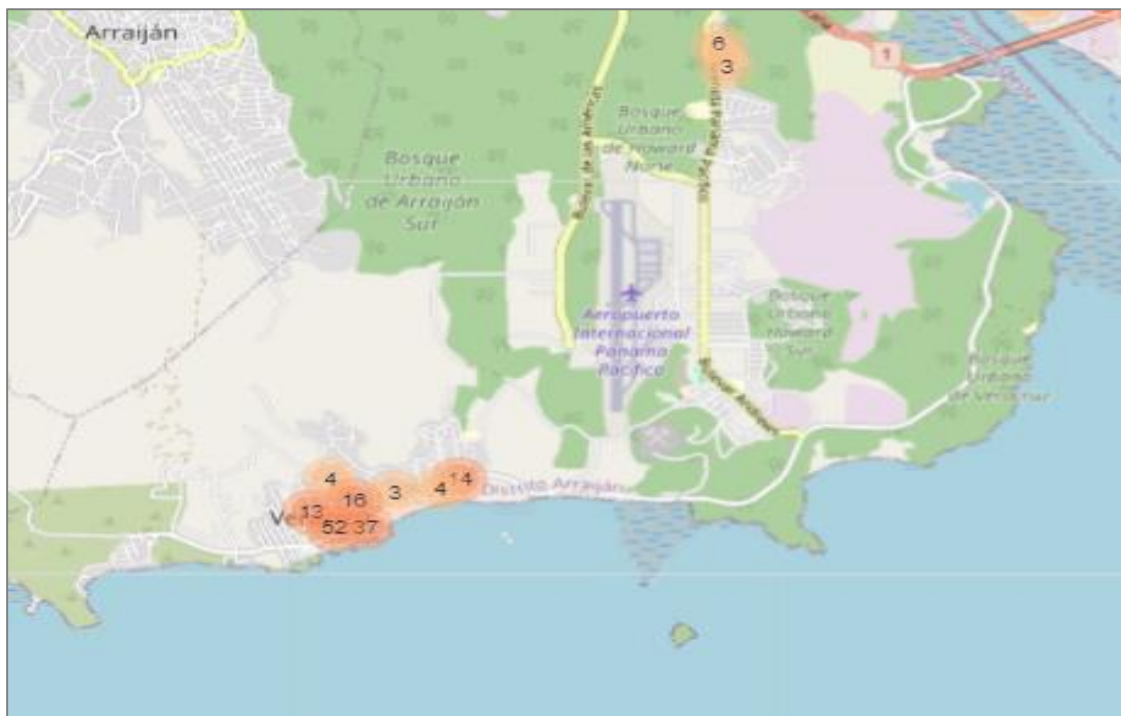 Arraiján
6
3
1
Bosque
Urbano
de Howard
Norte
Bosque
Urbano
de Arraiján
Sur
Aeropuerto
Internacional
Panamá
Pacífico
Bosque
Urbano
Howard
Sur
Bosque
Urbano
de Veracruz
4
3
4
14
16
13
Ve
52
37
Distrito Arraiján